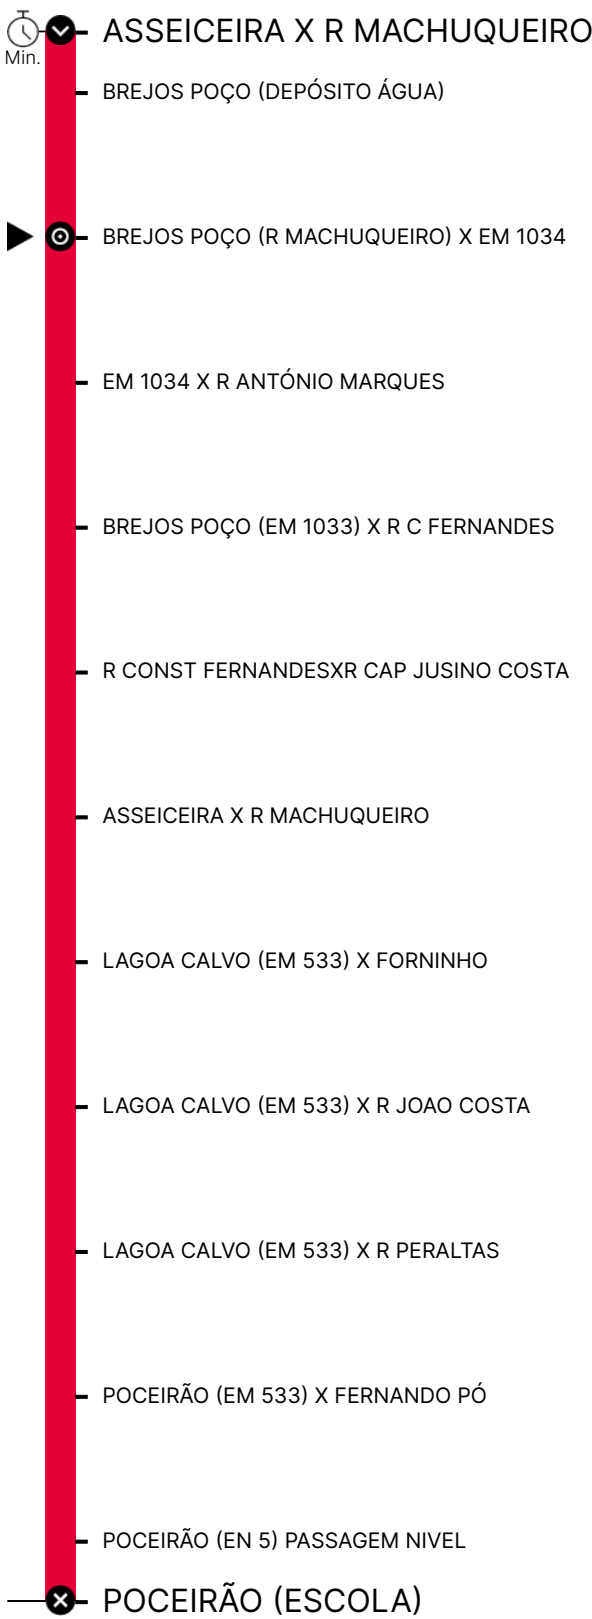 ASSEICEIRA X R MACHUQUEIRO
Min.
BREJOS POÇO (DEPÓSITO ÁGUA)
BREJOS POÇO (R MACHUQUEIRO) X EM 1034
EM 1034 X R ANTÓNIO MARQUES
BREJOS POÇO (EM 1033) X R C FERNANDES
R CONST FERNANDESXR CAP JUSINO COSTA
ASSEICEIRA X R MACHUQUEIRO
LAGOA CALVO (EM 533) X FORNINHO
LAGOA CALVO (EM 533) X R JOAO COSTA
LAGOA CALVO (EM 533) X R PERALTAS
POCEIRÃO (EM 533) X FERNANDO PÓ
POCEIRÃO (EN 5) PASSAGEM NIVEL
POCEIRÃO (ESCOLA)